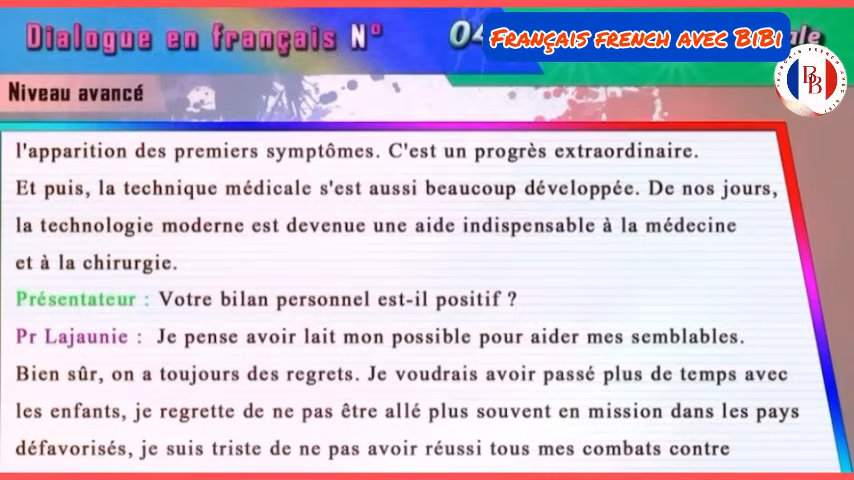 Dialogue en français N°
04
FRANÇAIS FRENCH AVEC BIBI
ale
Niveau avancé
l'apparition des premiers symptômes. C'est un progrès extraordinaire.
Et puis, la technique médicale s'est aussi beaucoup développée. De nos jours,
la technologie moderne est devenue une aide indispensable à la médecine
et à la chirurgie.
Présentateur : Votre bilan personnel est-il positif ?
Pr Lajaunie : Je pense avoir lait mon possible pour aider mes semblables.
Bien sûr, on a toujours des regrets. Je voudrais avoir passé plus de temps avec
les enfants, je regrette de ne pas être allé plus souvent en mission dans les pays
défavorisés, je suis triste de ne pas avoir réussi tous mes combats contre